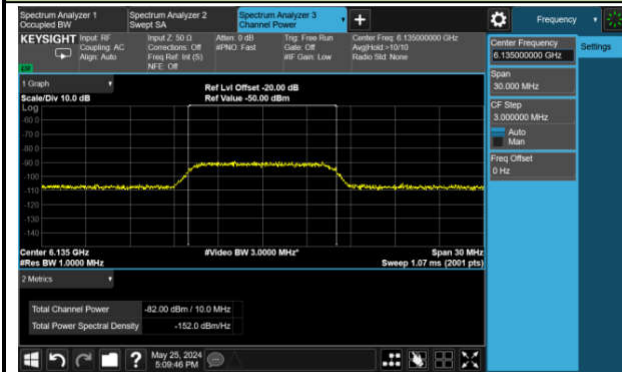 Spectrum Analyzer 1
Occupied BW
Spectrum Analyzer 2
Swept SA
Spectrum Analyzer 3
Channel Power
+
Frequency
KEYSIGHT
Input: RF
Coupling: AC
Align: Auto
Input Z: 50 Ω
Corrections: Off
Freq Ref: Int (S)
NFE: Off
Atten: 0 dB
#PNO: Fast
Trig: Free Run
Gate: Off
#IF Gain: Low
Center Freq: 6.135000000 GHz
Avg|Hold:>10/10
Radio Std: None
Center Frequency
6.135000000 GHz
Settings
Span
30.000 MHz
CF Step
3.000000 MHz
Auto
Man
Freq Offset
0 Hz
1 Graph
Scale/Div 10.0 dB
Ref Lvl Offset -20.00 dB
Ref Value -50.00 dBm
Log
-60.0
-70.0
-80.0
-90.0
-100
-110
-120
-130
-140
Center 6.135 GHz
#Res BW 1.0000 MHz
#Video BW 3.0000 MHz*
Span 30 MHz
Sweep 1.07 ms (2001 pts)
2 Metrics
Total Channel Power -82.00 dBm / 10.0 MHz
Total Power Spectral Density -152.0 dBm/Hz
?
May 25, 2024
5:09:46 PM